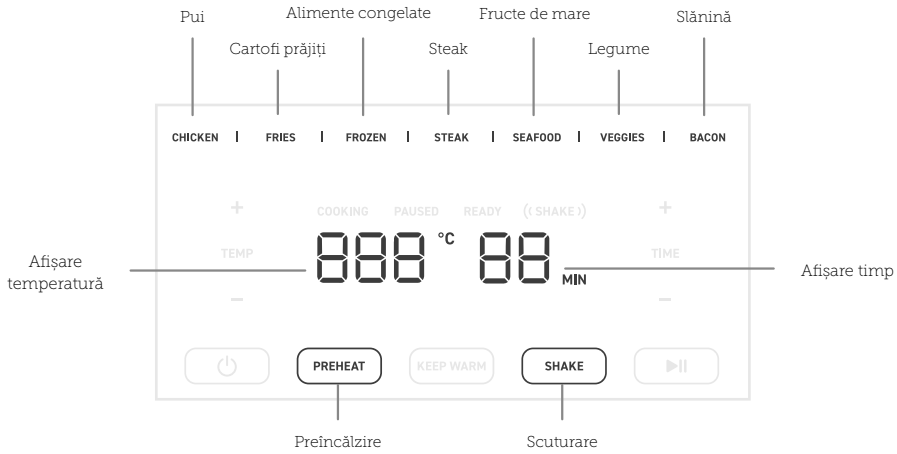 Pui
Alimente congelate
Fructe de mare
Slănină
Cartofi prăjiți
Steak
Legume
CHICKEN | FRIES | FROZEN | STEAK | SEAFOOD | VEGGIES | BACON
+ +
COOKING PAUSED READY ((SHAKE))
TEMP 888 °C 88 MIN TIME
Afișare
temperatură
Afișare timp
− −
PREHEAT KEEP WARM SHAKE
Preîncălzire
Scuturare